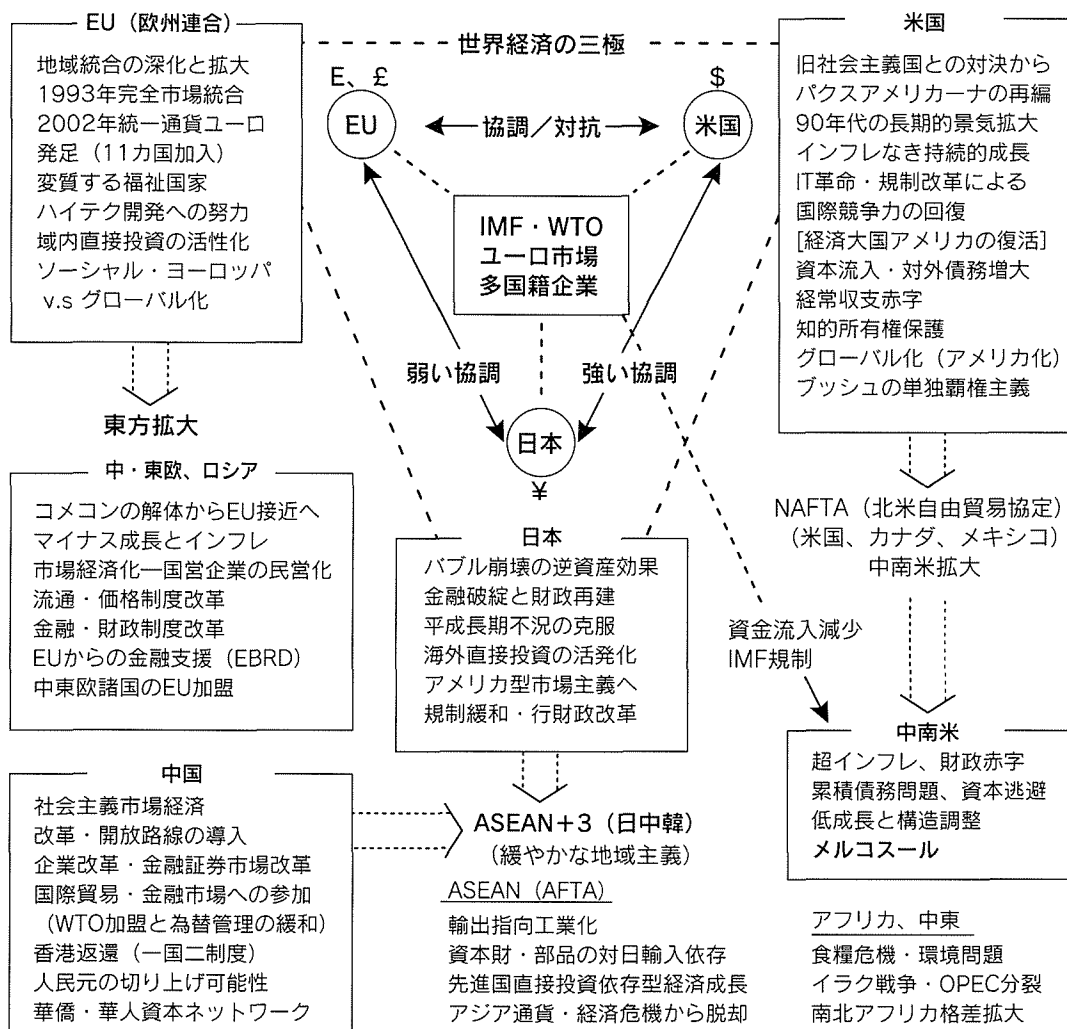 EU（欧州連合）
地域統合の深化と拡大
1993年完全市場統合
2002年統一通貨ユーロ
発足（11カ国加入）
変質する福祉国家
ハイテク開発への努力
域内直接投資の活性化
ソーシャル・ヨーロッパ
v.s グローバル化
東方拡大
世界経済の三極
E、￡
EU
協調／対抗
$
米国
IMF・WTO
ユーロ市場
多国籍企業
弱い協調
強い協調
日本
¥
米国
旧社会主義国との対決から
パクスアメリカーナの再編
90年代の長期的景気拡大
インフレなき持続的成長
IT革命・規制改革による
国際競争力の回復
[経済大国アメリカの復活]
資本流入・対外債務増大
経常収支赤字
知的所有権保護
グローバル化（アメリカ化）
ブッシュの単独覇権主義
中・東欧、ロシア
コメコンの解体からEU接近へ
マイナス成長とインフレ
市場経済化―国営企業の民営化
流通・価格制度改革
金融・財政制度改革
EUからの金融支援（EBRD）
中東欧諸国のEU加盟
日本
バブル崩壊の逆資産効果
金融破綻と財政再建
平成長期不況の克服
海外直接投資の活発化
アメリカ型市場主義へ
規制緩和・行財政改革
NAFTA（北米自由貿易協定）
（米国、カナダ、メキシコ）
中南米拡大
資金流入減少
IMF規制
中南米
超インフレ、財政赤字
累積債務問題、資本逃避
低成長と構造調整
メルコスール
中国
社会主義市場経済
改革・開放路線の導入
企業改革・金融証券市場改革
国際貿易・金融市場への参加
（WTO加盟と為替管理の緩和）
香港返還（一国二制度）
人民元の切り上げ可能性
華僑・華人資本ネットワーク
ASEAN+3（日中韓）
（緩やかな地域主義）
ASEAN（AFTA）
輸出指向工業化
資本財・部品の対日輸入依存
先進国直接投資依存型経済成長
アジア通貨・経済危機から脱却
アフリカ、中東
食糧危機・環境問題
イラク戦争・OPEC分裂
南北アフリカ格差拡大